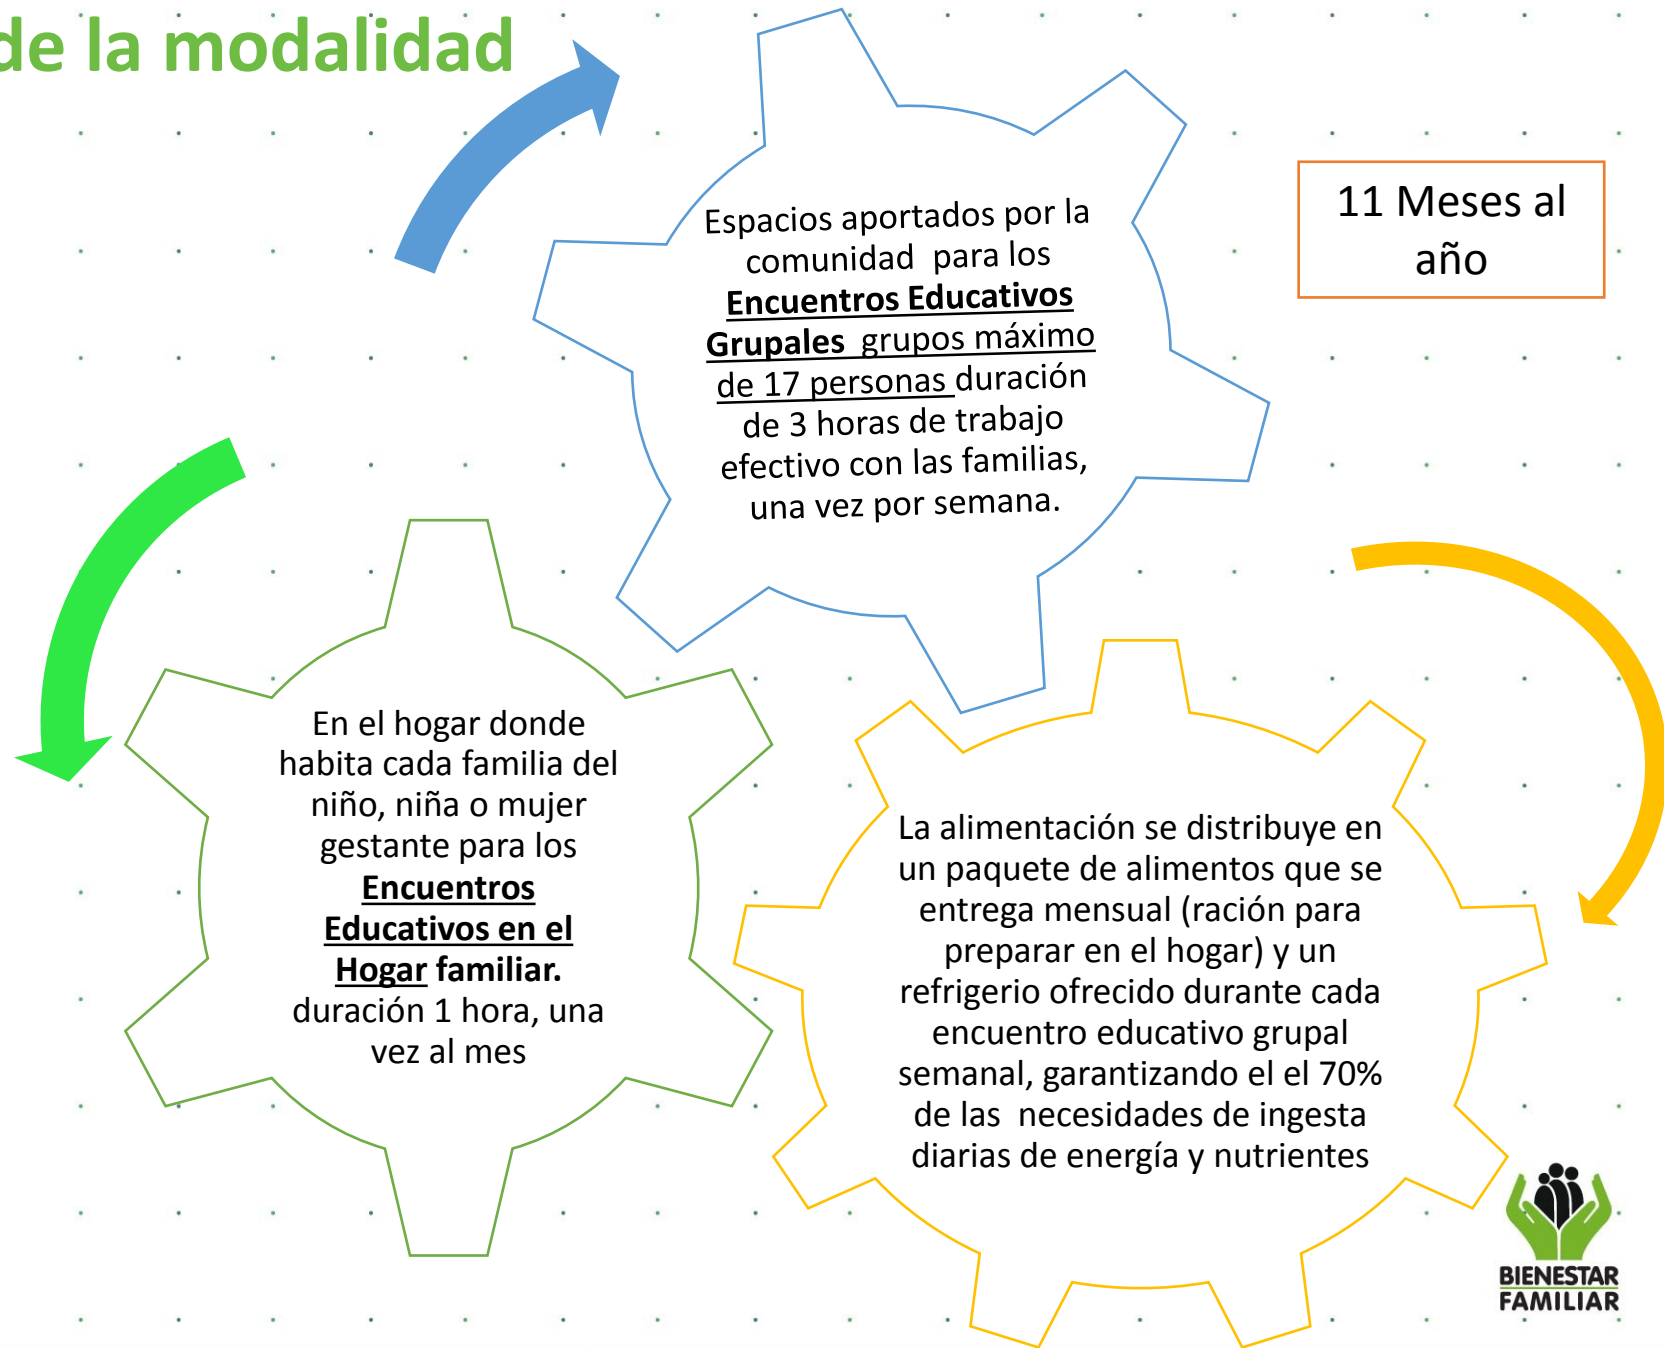 de la modalidad
Espacios aportados por la
comunidad para los
Encuentros Educativos
Grupales grupos máximo
de 17 personas duración
de 3 horas de trabajo
efectivo con las familias,
una vez por semana.
11 Meses al
año
En el hogar donde
habita cada familia del
niño, niña o mujer
gestante para los
Encuentros
Educativos en el
Hogar familiar.
duración 1 hora, una
vez al mes
La alimentación se distribuye en
un paquete de alimentos que se
entrega mensual (ración para
preparar en el hogar) y un
refrigerio ofrecido durante cada
encuentro educativo grupal
semanal, garantizando el el 70%
de las necesidades de ingesta
diarias de energía y nutrientes
BIENESTAR
FAMILIAR